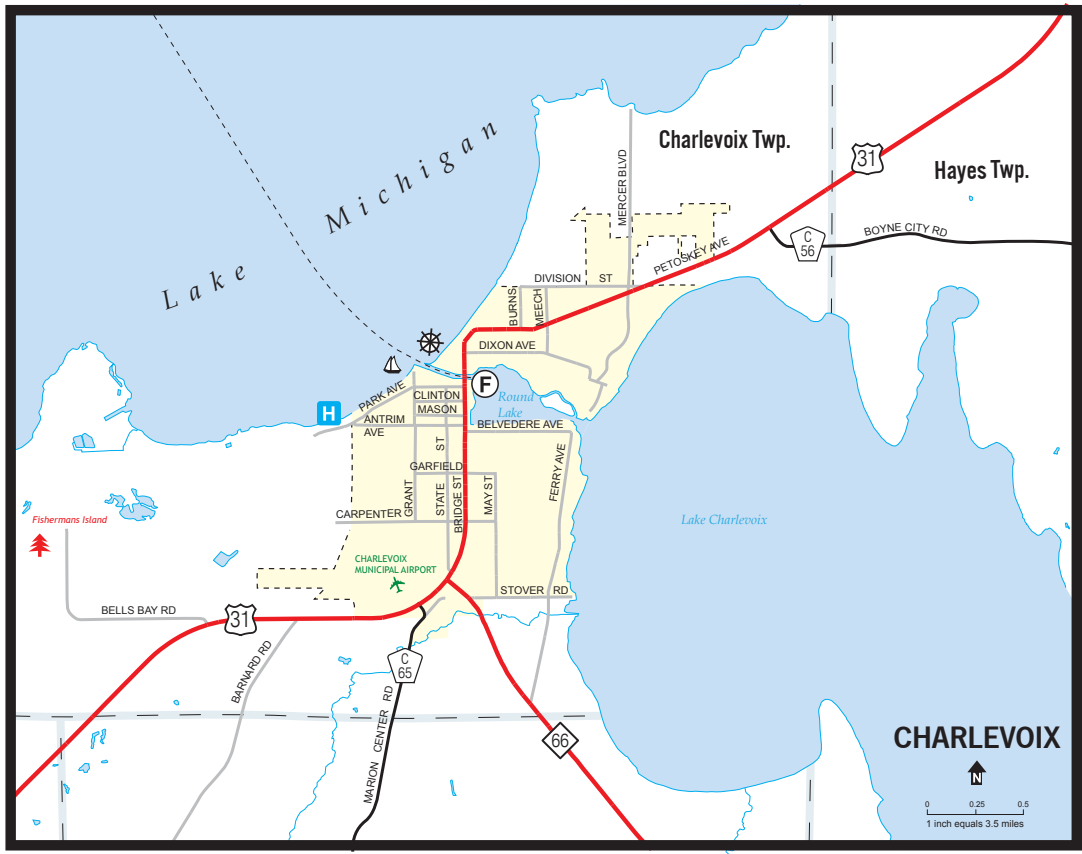 Lake Michigan
Charlevoix Twp.
Hayes Twp.
31
C
56
BOYNE CITY RD
MERCER BLVD
PETOSKEY AVE
DIVISION ST
BURNS
MEECH
DIXON AVE
F
Round
Lake
PARK AVE
CLINTON
MASON
H
ANTRIM
AVE
BELVEDERE AVE
ST
GARFIELD
GRANT
STATE
BRIDGE ST
MAY ST
FERRY AVE
CARPENTER
Fishermans Island
Lake Charlevoix
CHARLEVOIX
MUNICIPAL AIRPORT
STOVER RD
BELLS BAY RD
31
BARNARD RD
C
65
MARION CENTER RD
66
CHARLEVOIX
N
0 0.25 0.5
1 inch equals 3.5 miles